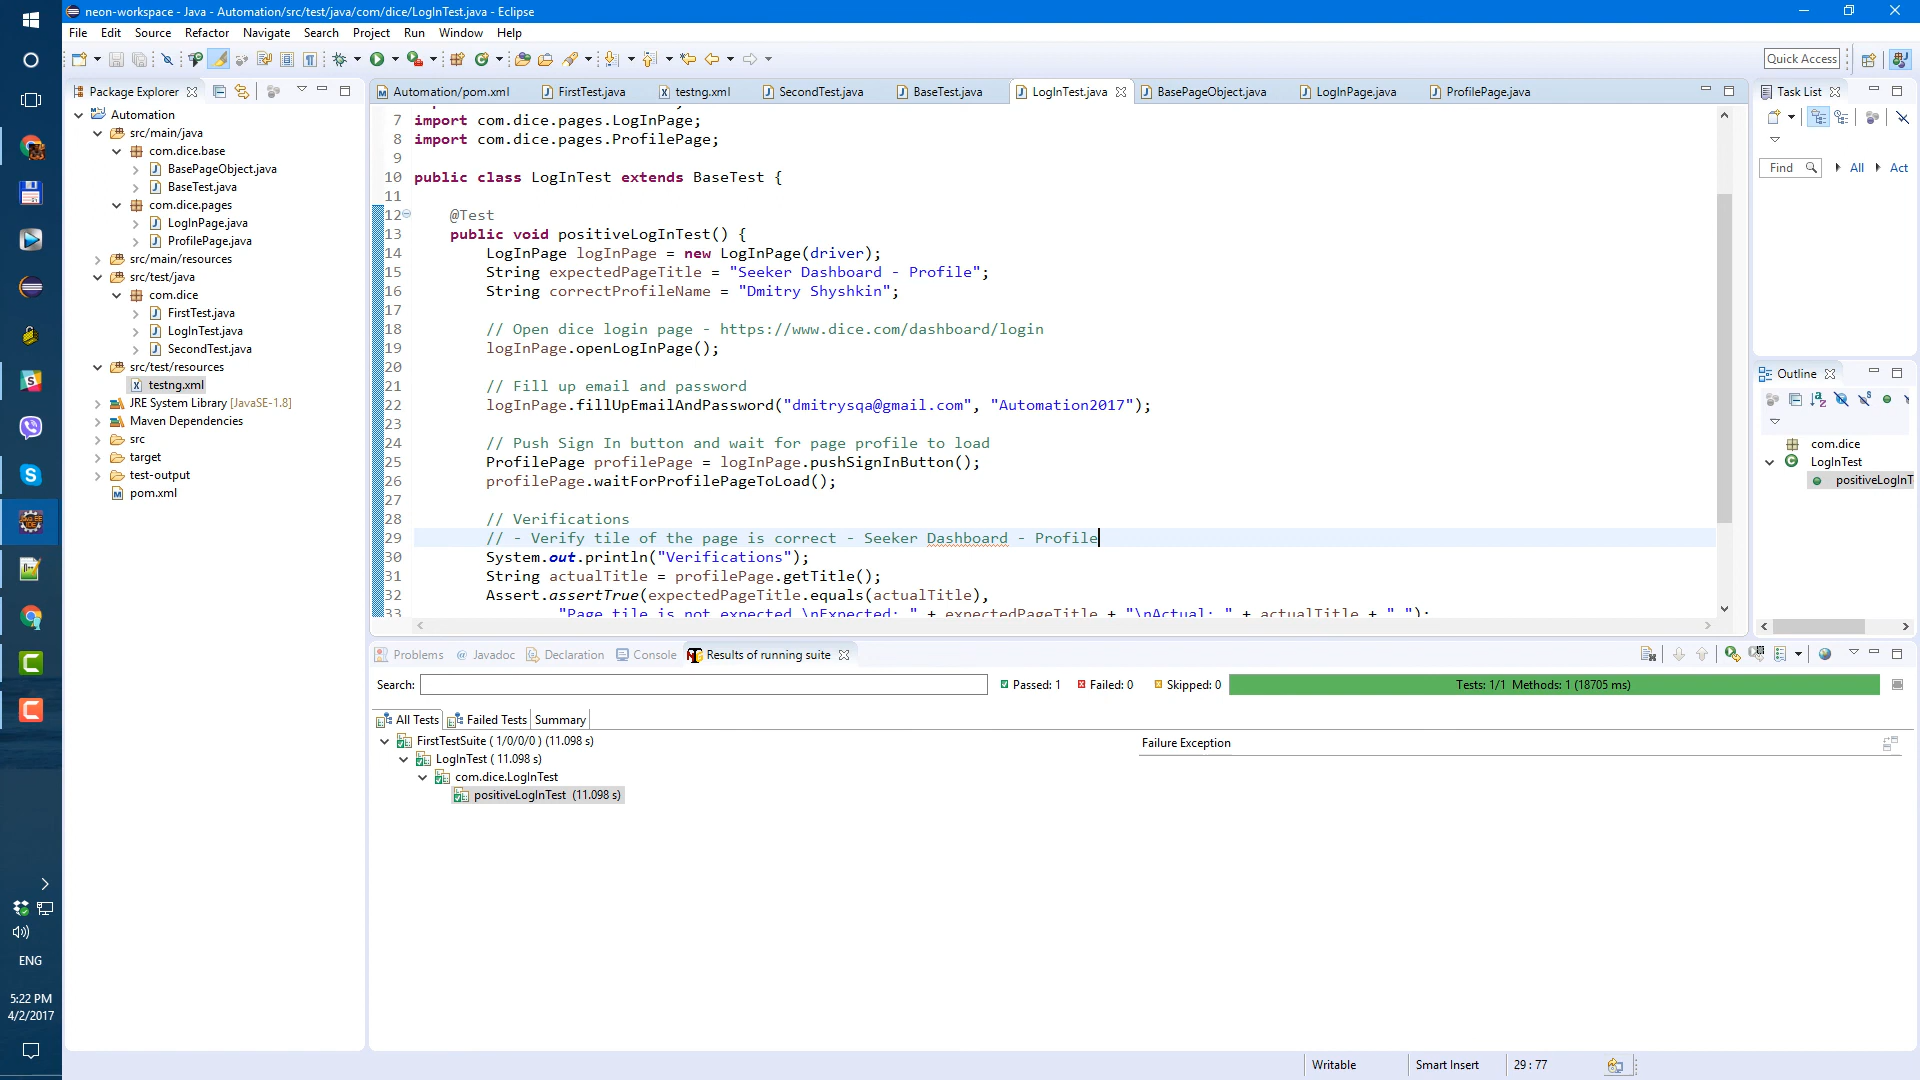 neon-workspace - Java - Automation/src/test/java/com/dice/LogInTest.java - Eclipse
File Edit Source Refactor Navigate Search Project Run Window Help
Quick Access
Package Explorer
Automation
src/main/java
com.dice.base
BasePageObject.java
BaseTest.java
com.dice.pages
LogInPage.java
ProfilePage.java
src/main/resources
src/test/java
com.dice
FirstTest.java
LogInTest.java
SecondTest.java
src/test/resources
testng.xml
JRE System Library [JavaSE-1.8]
Maven Dependencies
src
target
test-output
pom.xml
Automation/pom.xml FirstTest.java testng.xml SecondTest.java BaseTest.java LogInTest.java BasePageObject.java LogInPage.java ProfilePage.java
7 import com.dice.pages.LogInPage;
8 import com.dice.pages.ProfilePage;
9
10 public class LogInTest extends BaseTest {
11
12 @Test
13 public void positiveLogInTest() {
14 LogInPage logInPage = new LogInPage(driver);
15 String expectedPageTitle = "Seeker Dashboard - Profile";
16 String correctProfileName = "Dmitry Shyshkin";
17
18 // Open dice login page - https://www.dice.com/dashboard/login
19 logInPage.openLogInPage();
20
21 // Fill up email and password
22 logInPage.fillUpEmailAndPassword("dmitrysqa@gmail.com", "Automation2017");
23
24 // Push Sign In button and wait for page profile to load
25 ProfilePage profilePage = logInPage.pushSignInButton();
26 profilePage.waitForProfilePageToLoad();
27
28 // Verifications
29 // - Verify tile of the page is correct - Seeker Dashboard - Profile
30 System.out.println("Verifications");
31 String actualTitle = profilePage.getTitle();
32 Assert.assertTrue(expectedPageTitle.equals(actualTitle),
33 "Page tile is not expected.\nExpected: " + expectedPageTitle + "\nActual: " + actualTitle + ".");
Task List
Find All Act
Outline
com.dice
LogInTest
positiveLogInT
Problems Javadoc Declaration Console Results of running suite
Search: Passed: 1 Failed: 0 Skipped: 0 Tests: 1/1 Methods: 1 (18705 ms)
All Tests Failed Tests Summary
FirstTestSuite ( 1/0/0/0 ) (11.098 s)
LogInTest ( 11.098 s)
com.dice.LogInTest
positiveLogInTest (11.098 s)
Failure Exception
ENG
5:22 PM
4/2/2017
Writable Smart Insert 29 : 77